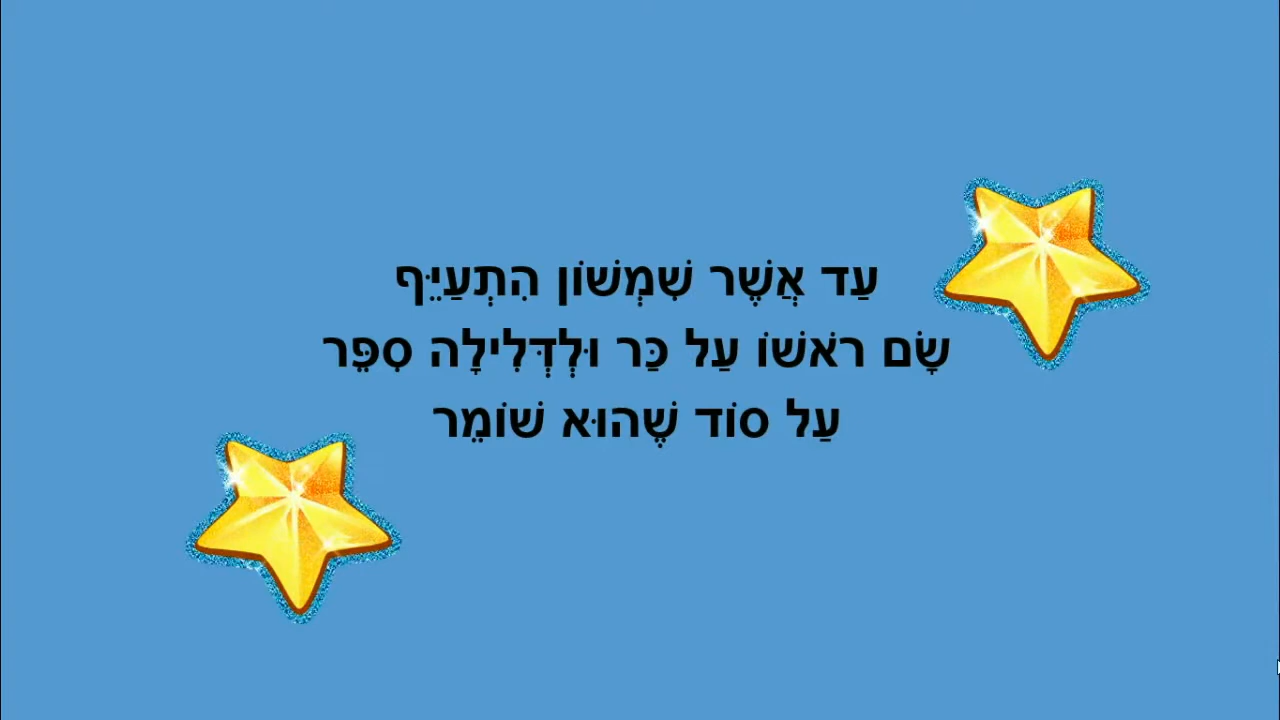 עַד אֲשֶׁר שִׁמְשׁוֹן הִתְעַיֵּף
שָׂם רֹאשׁוֹ עַל כַּר וּלְדְּלִילָה סִפֵּר
עַל סוֹד שֶׁהוּא שׁוֹמֵר